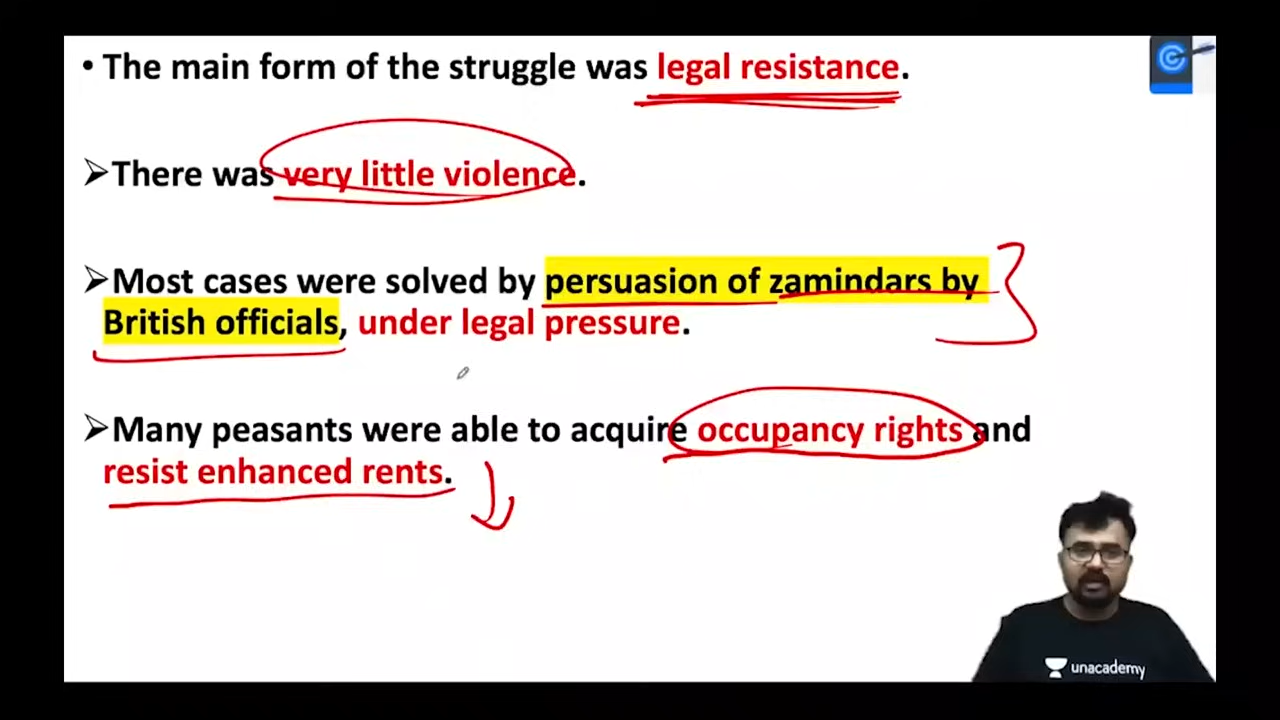 • The main form of the struggle was legal resistance.
➢There was very little violence.
➢Most cases were solved by persuasion of zamindars by
British officials, under legal pressure.
➢Many peasants were able to acquire occupancy rights and
resist enhanced rents.
unacademy